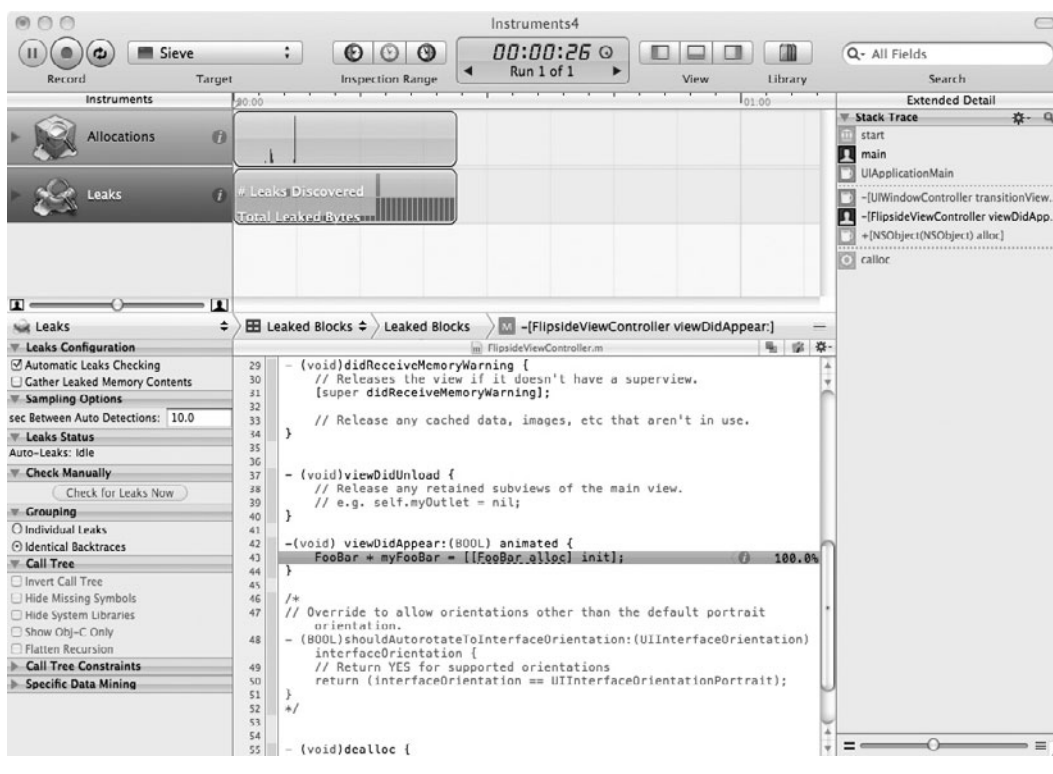 Instruments4
Sieve
00:00:26
Run 1 of 1
All Fields
Record
Target
Inspection Range
View
Library
Search
Instruments
00:00
01:00
Extended Detail
Allocations
Leaks
# Leaks Discovered
Total Leaked Bytes
Stack Trace
start
main
UIApplicationMain
-[UIWindowController transitionView.
-[FlipsideViewController viewDidApp.
+[NSObject(NSObject) alloc]
calloc
Leaks
Leaked Blocks
Leaked Blocks
M -[FlipsideViewController viewDidAppear:]
Leaks Configuration
Automatic Leaks Checking
Gather Leaked Memory Contents
Sampling Options
sec Between Auto Detections: 10.0
Leaks Status
Auto-Leaks: Idle
Check Manually
Check for Leaks Now
Grouping
Individual Leaks
Identical Backtraces
Call Tree
Invert Call Tree
Hide Missing Symbols
Hide System Libraries
Show Obj-C Only
Flatten Recursion
Call Tree Constraints
Specific Data Mining
m FlipsideViewController.m
29 - (void)didReceiveMemoryWarning {
30 // Releases the view if it doesn't have a superview.
31 [super didReceiveMemoryWarning];
32
33 // Release any cached data, images, etc that aren't in use.
34 }
35
36
37 - (void)viewDidUnload {
38 // Release any retained subviews of the main view.
39 // e.g. self.myOutlet = nil;
40 }
41
42 -(void) viewDidAppear:(BOOL) animated {
43 FooBar * myFooBar = [[FooBar alloc] init]; 100.0%
44 }
45
46 /*
47 // Override to allow orientations other than the default portrait
orientation.
48 - (BOOL)shouldAutorotateToInterfaceOrientation:(UIInterfaceOrientation)
interfaceOrientation {
49 // Return YES for supported orientations
50 return (interfaceOrientation == UIInterfaceOrientationPortrait);
51 }
52 */
53
54
55 - (void)dealloc {